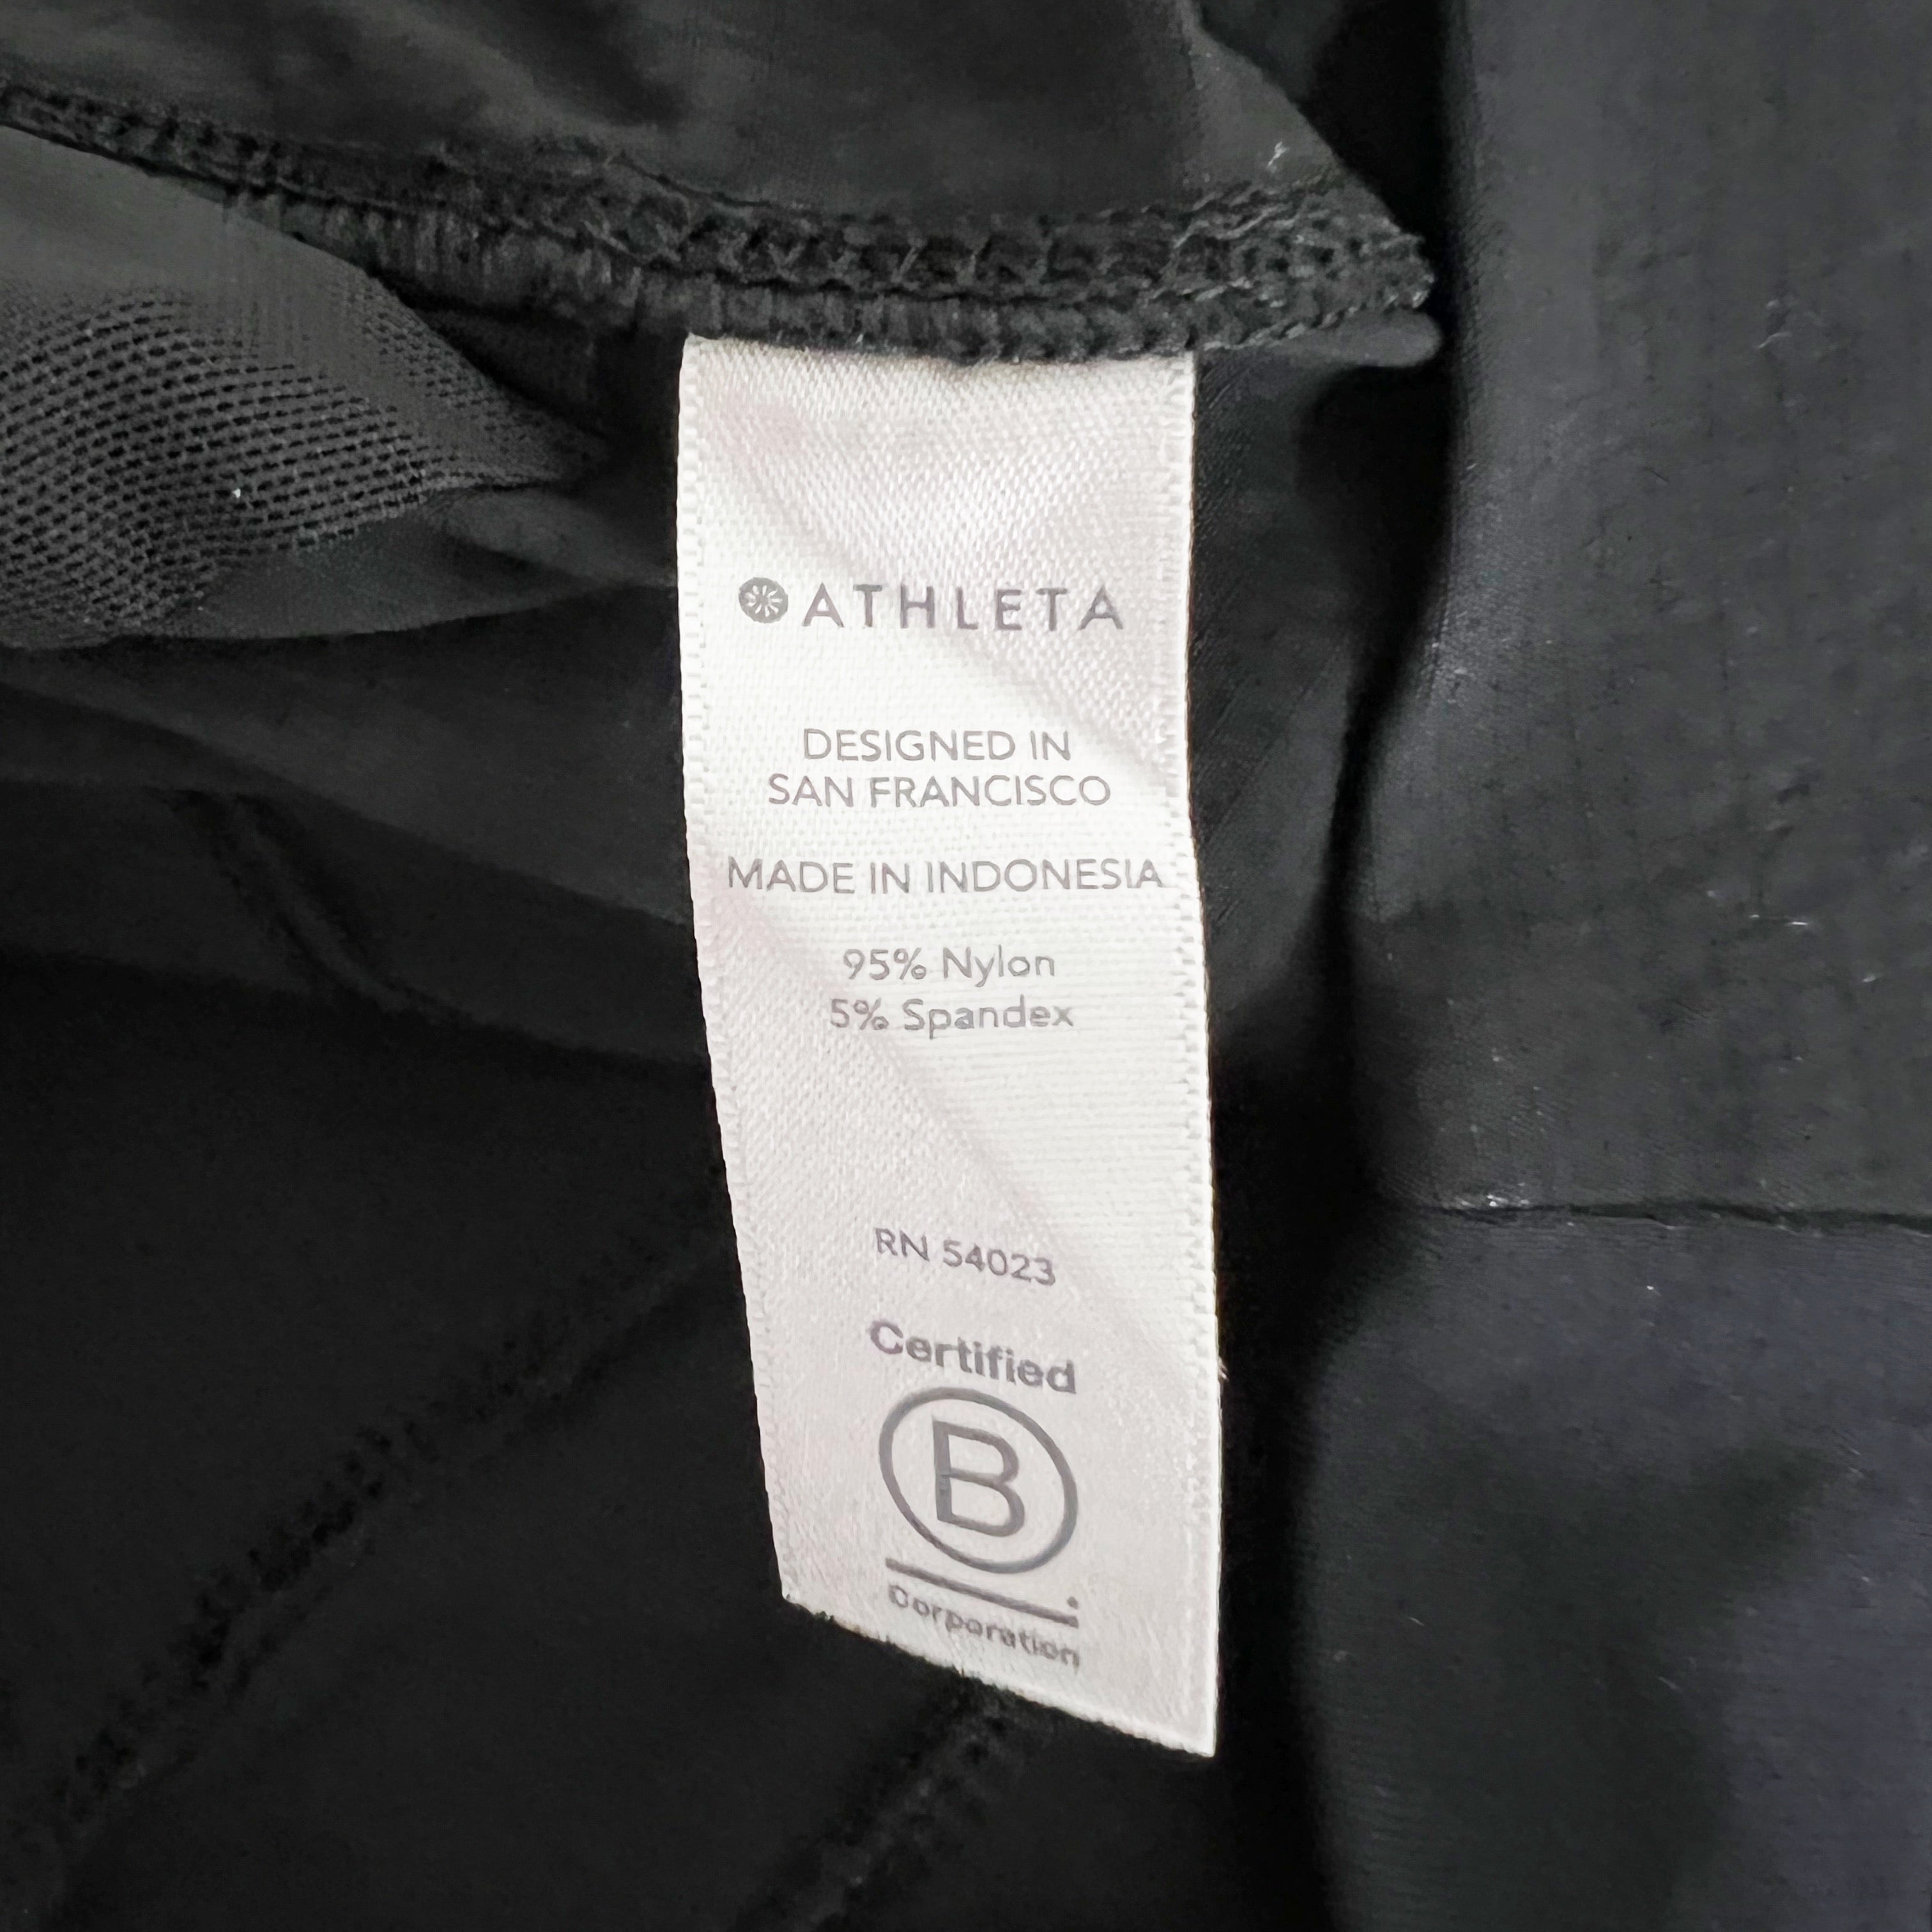 ATHLETA
DESIGNED IN
SAN FRANCISCO
MADE IN INDONESIA
95% Nylon
5% Spandex
RN 54023
Certified
B
Corporation